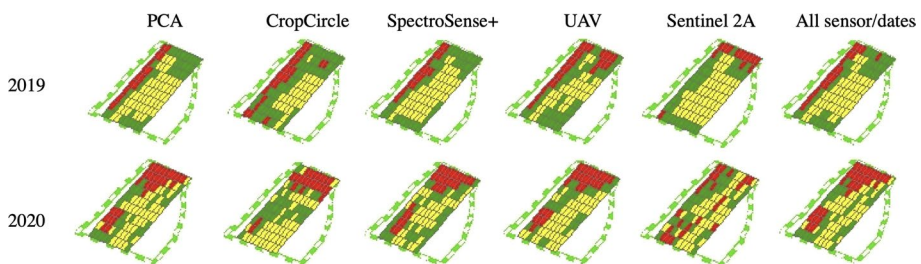 PCA CropCircle SpectroSense+ UAV Sentinel 2A All sensor/dates
2019
2020